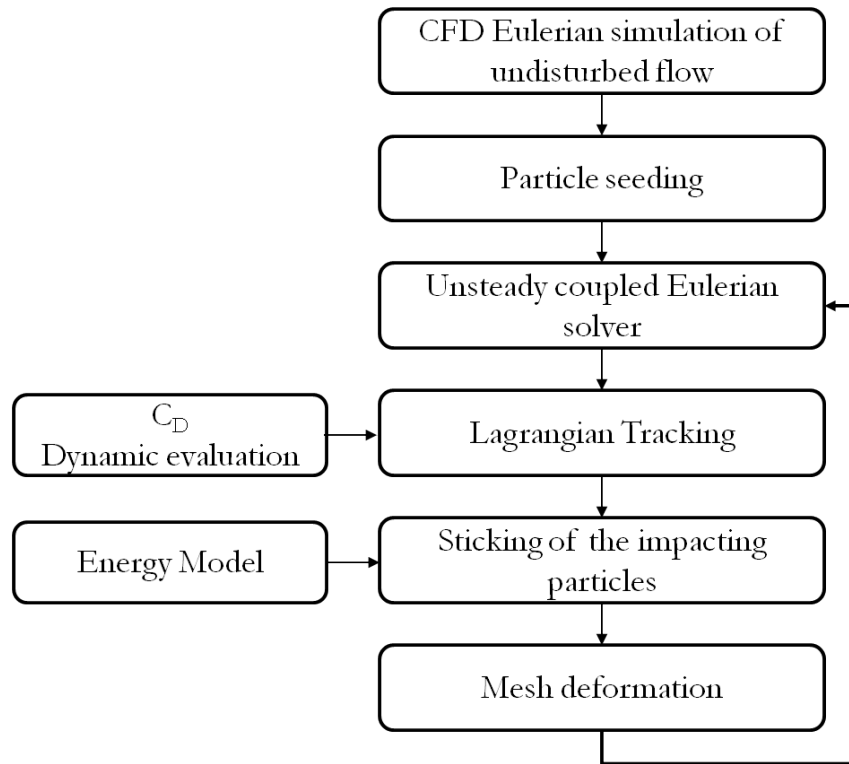 CFD Eulerian simulation of
undisturbed flow
Particle seeding
Unsteady coupled Eulerian
solver
C_D
Dynamic evaluation
Lagrangian Tracking
Energy Model
Sticking of the impacting
particles
Mesh deformation